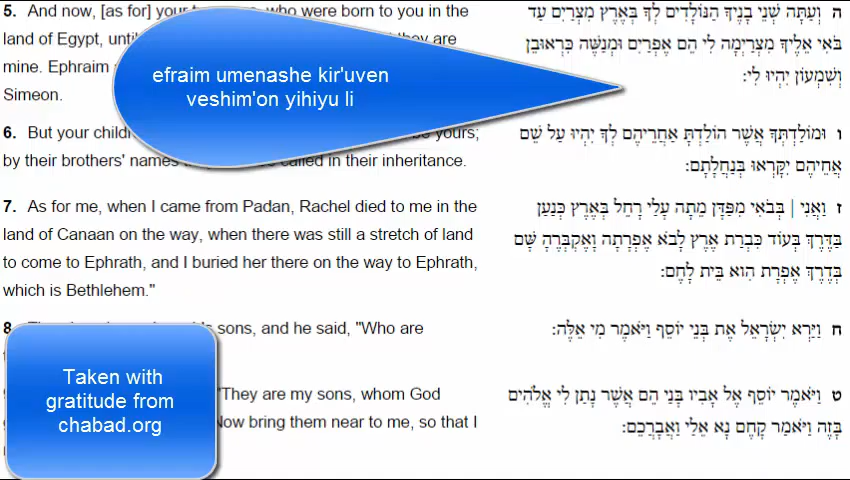 5. And now, [as for] your who were born to you in the
land of Egypt, until they are
mine. Ephraim
Simeon.
6. But your be yours;
by their brothers' names called in their inheritance.
7. As for me, when I came from Padan, Rachel died to me in the
land of Canaan on the way, when there was still a stretch of land
to come to Ephrath, and I buried her there on the way to Ephrath,
which is Bethlehem."
8. sons, and he said, "Who are
"They are my sons, whom God
Now bring them near to me, so that I
efraim umenashe kir'uven
veshim'on yihiyu li
Taken with
gratitude from
chabad.org
ה וְעַתָּה שְׁנֵי בָנֶיךָ הַנּוֹלָדִים לְךָ בְּאֶרֶץ מִצְרַיִם עַד
בֹּאִי אֵלֶיךָ מִצְרַיְמָה לִי הֵם אֶפְרַיִם וּמְנַשֶּׁה כִּרְאוּבֵן
וְשִׁמְעוֹן יִהְיוּ לִי:
ו וּמוֹלַדְתְּךָ אֲשֶׁר הוֹלַדְתָּ אַחֲרֵיהֶם לְךָ יִהְיוּ עַל שֵׁם
אֲחֵיהֶם יִקָּרְאוּ בְּנַחֲלָתָם:
ז וַאֲנִי | בְּבֹאִי מִפַּדָּן מֵתָה עָלַי רָחֵל בְּאֶרֶץ כְּנַעַן
בַּדֶּרֶךְ בְּעוֹד כִּבְרַת אֶרֶץ לָבֹא אֶפְרָתָה וָאֶקְבְּרֶהָ שָּׁם
בְּדֶרֶךְ אֶפְרָת הִוא בֵּית לָחֶם:
ח וַיַּרְא יִשְׂרָאֵל אֶת בְּנֵי יוֹסֵף וַיֹּאמֶר מִי אֵלֶּה:
ט וַיֹּאמֶר יוֹסֵף אֶל אָבִיו בָּנַי הֵם אֲשֶׁר נָתַן לִי אֱלֹהִים
בָּזֶה וַיֹּאמַר קָחֶם נָא אֵלַי וַאֲבָרֲכֵם: